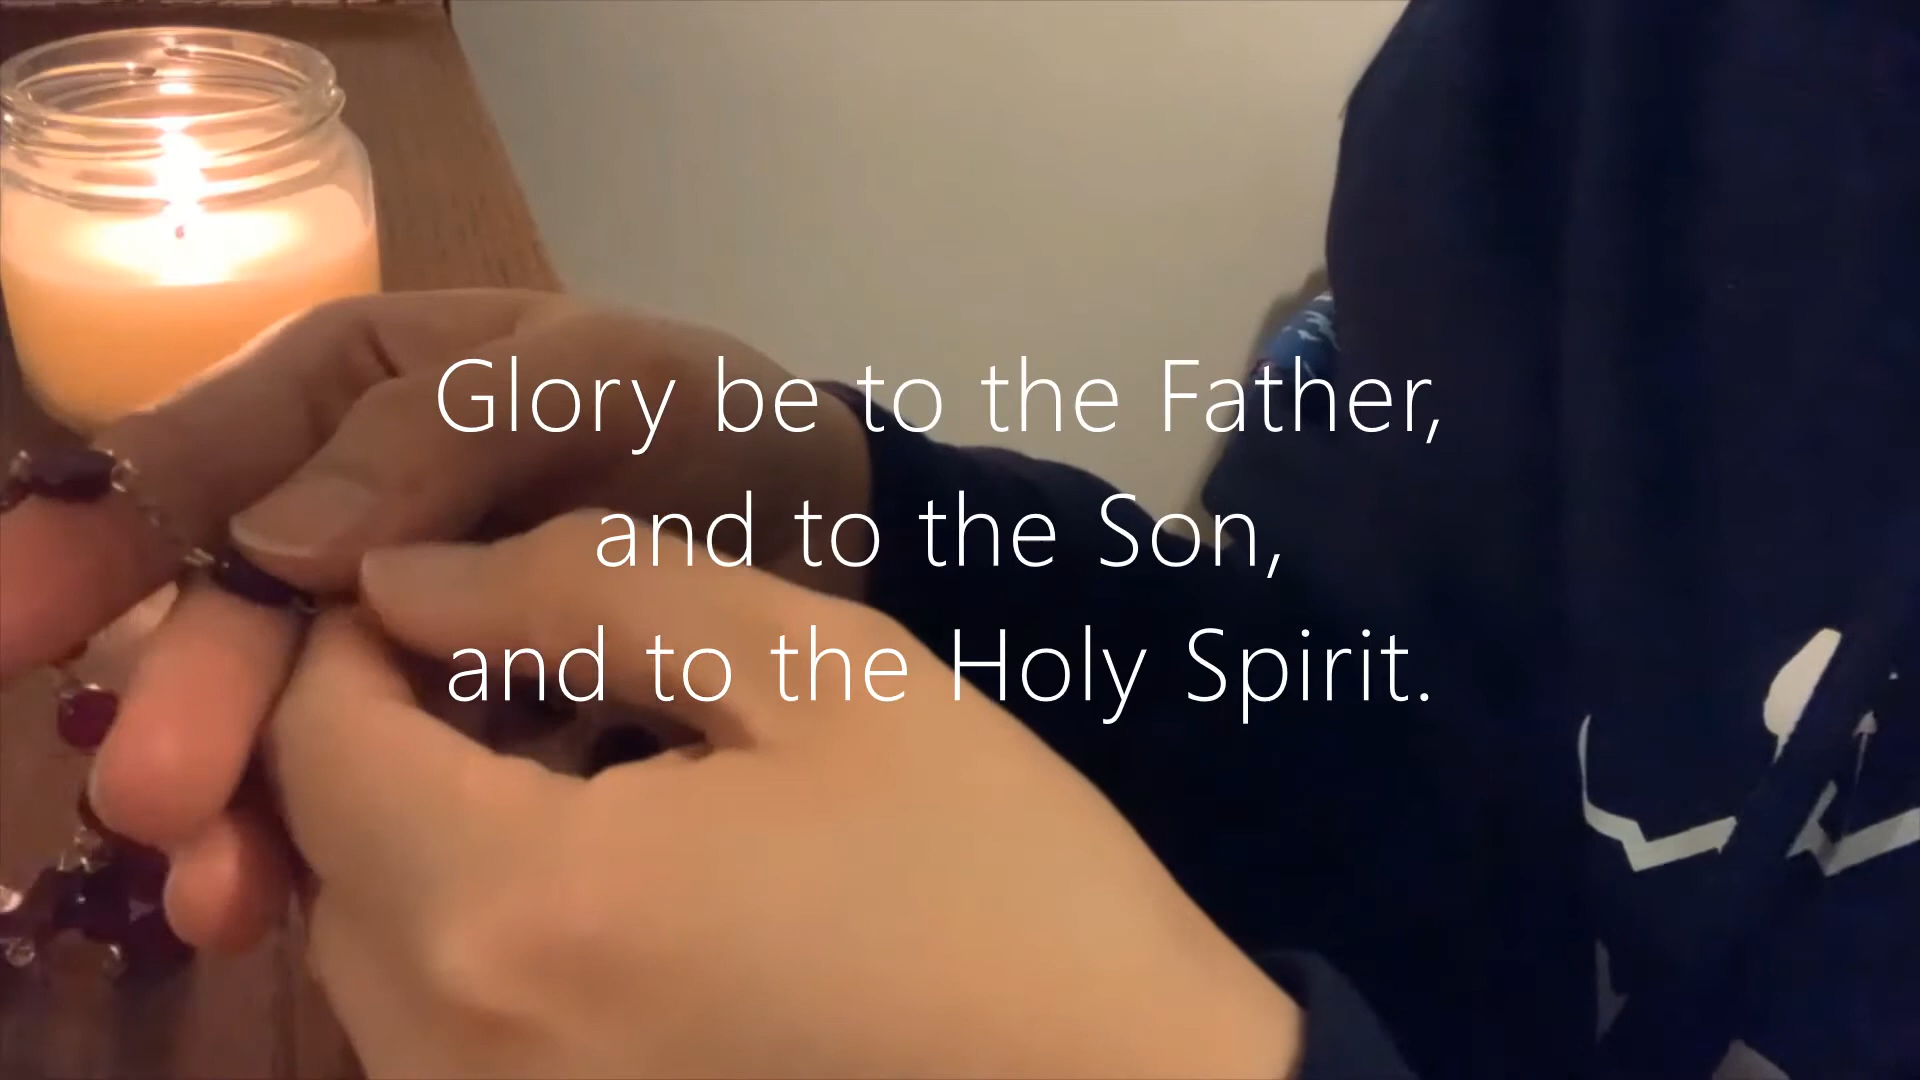 Glory be to the Father,
and to the Son,
and to the Holy Spirit.